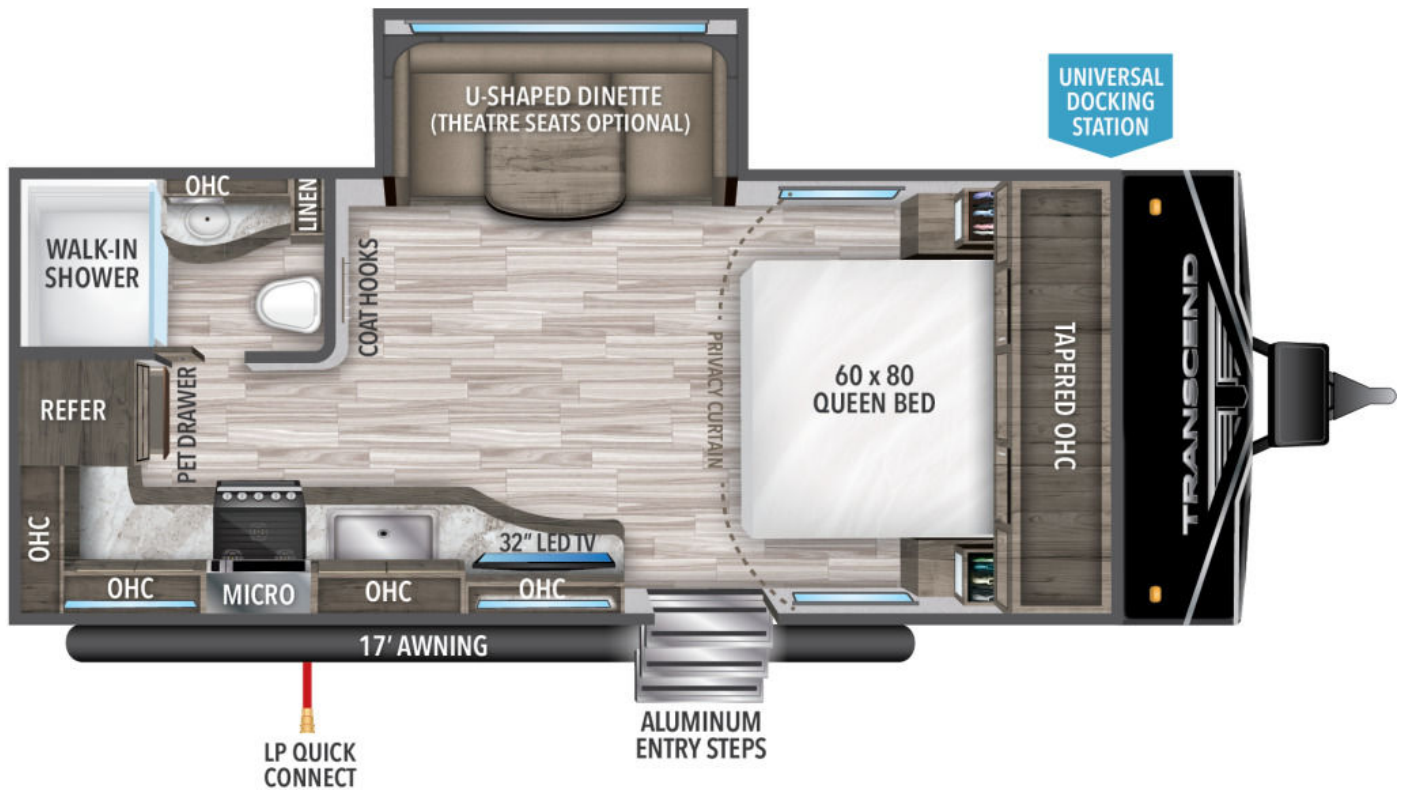 U-SHAPED DINETTE
(THEATRE SEATS OPTIONAL)
UNIVERSAL
DOCKING
STATION
OHC
LINEN
WALK-IN
SHOWER
COAT HOOKS
PRIVACY CURTAIN
60 x 80
QUEEN BED
TAPERED OHC
TRANSCEND
REFER
PET DRAWER
OHC
32" LED TV
OHC
MICRO
OHC
OHC
17' AWNING
ALUMINUM
ENTRY STEPS
LP QUICK
CONNECT